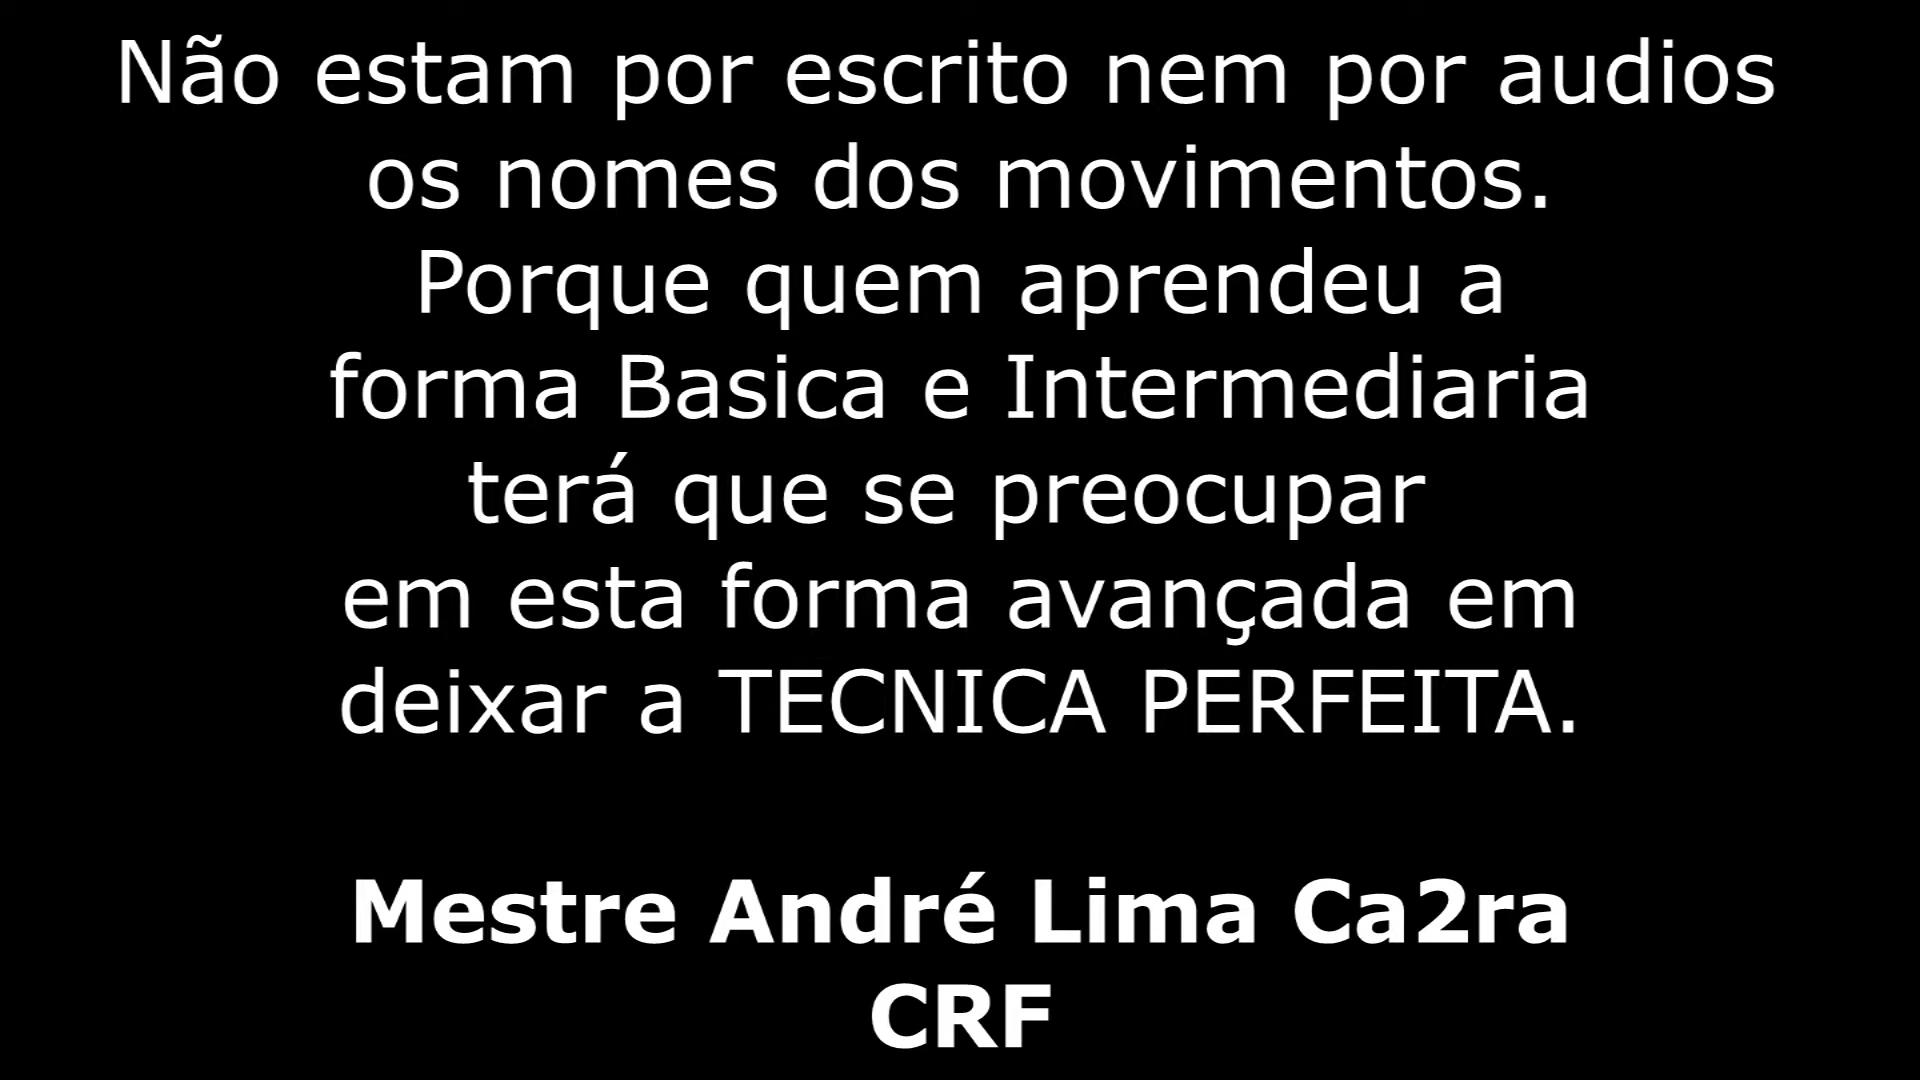 Não estam por escrito nem por audios
os nomes dos movimentos.
Porque quem aprendeu a
forma Basica e Intermediaria
terá que se preocupar
em esta forma avançada em
deixar a TECNICA PERFEITA.
Mestre André Lima Ca2ra
CRF